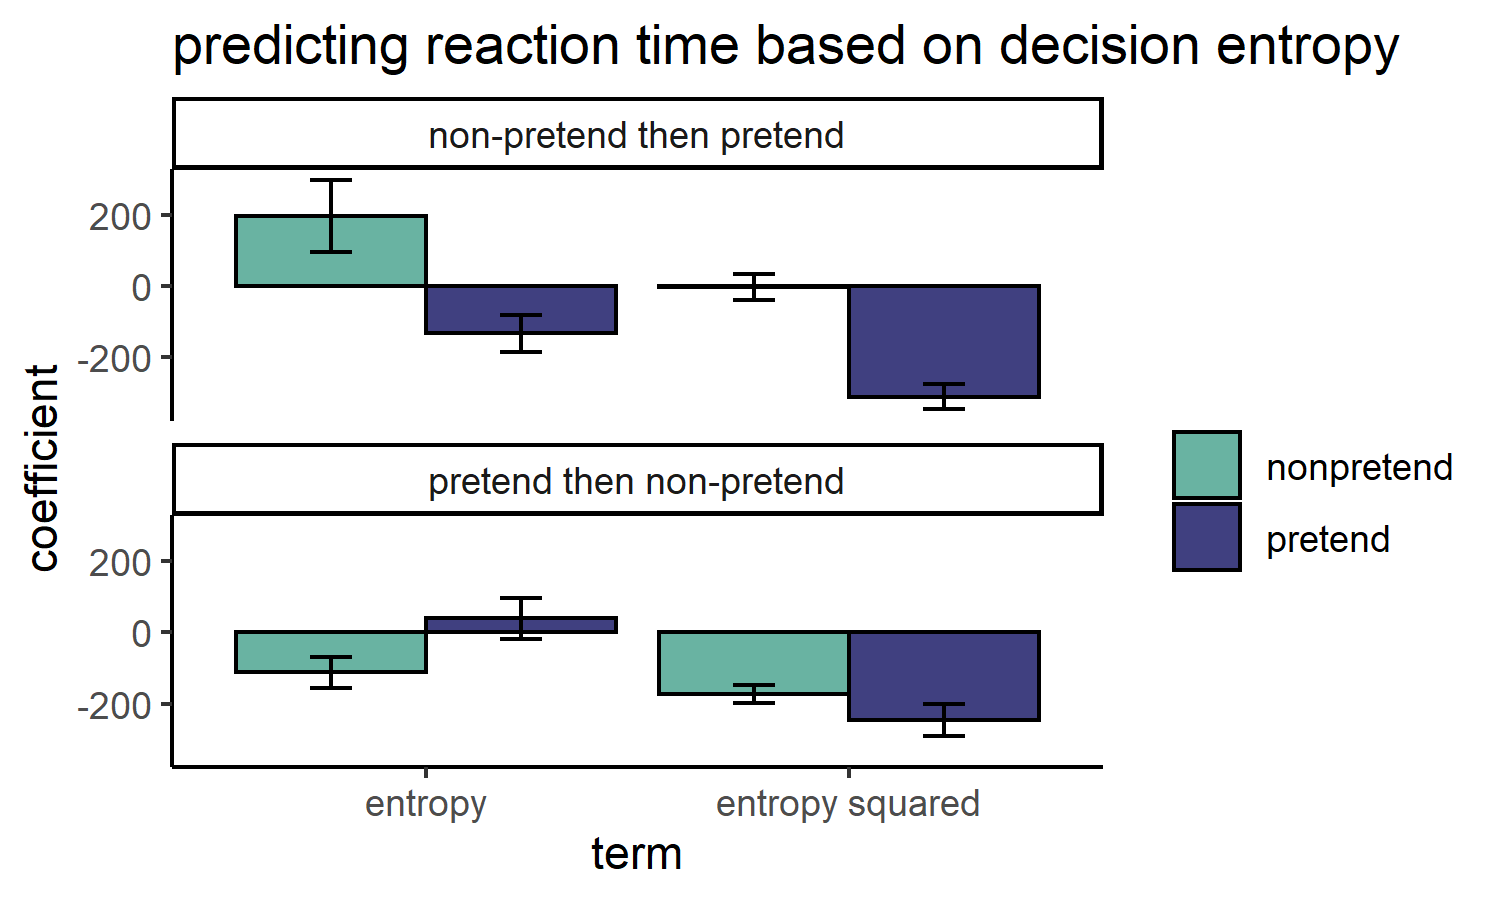 predicting reaction time based on decision entropy
non-pretend then pretend
200
0
-200
pretend then non-pretend
200
0
-200
coefficient
entropy
entropy squared
term
nonpretend
pretend